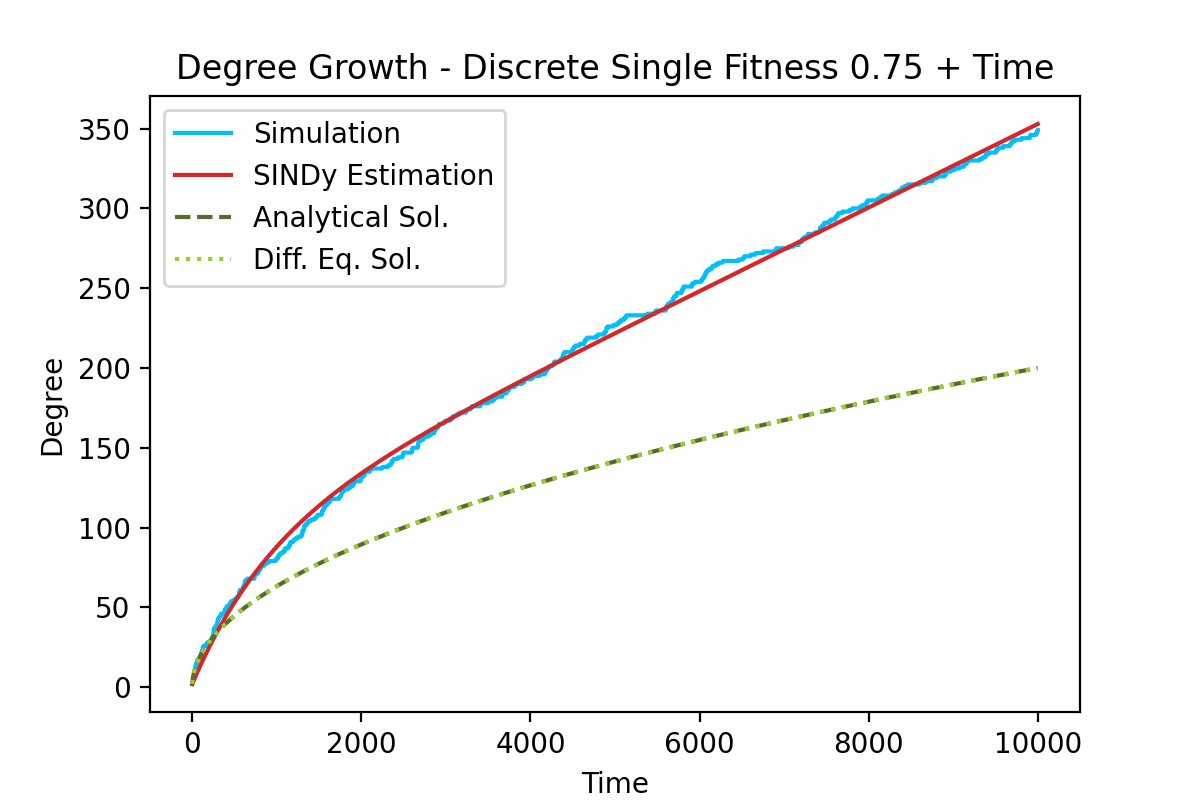 Degree Growth - Discrete Single Fitness 0.75 + Time
Simulation
SINDy Estimation
Analytical Sol.
Diff. Eq. Sol.
350
300
250
200
150
100
50
0
Degree
0 2000 4000 6000 8000 10000
Time